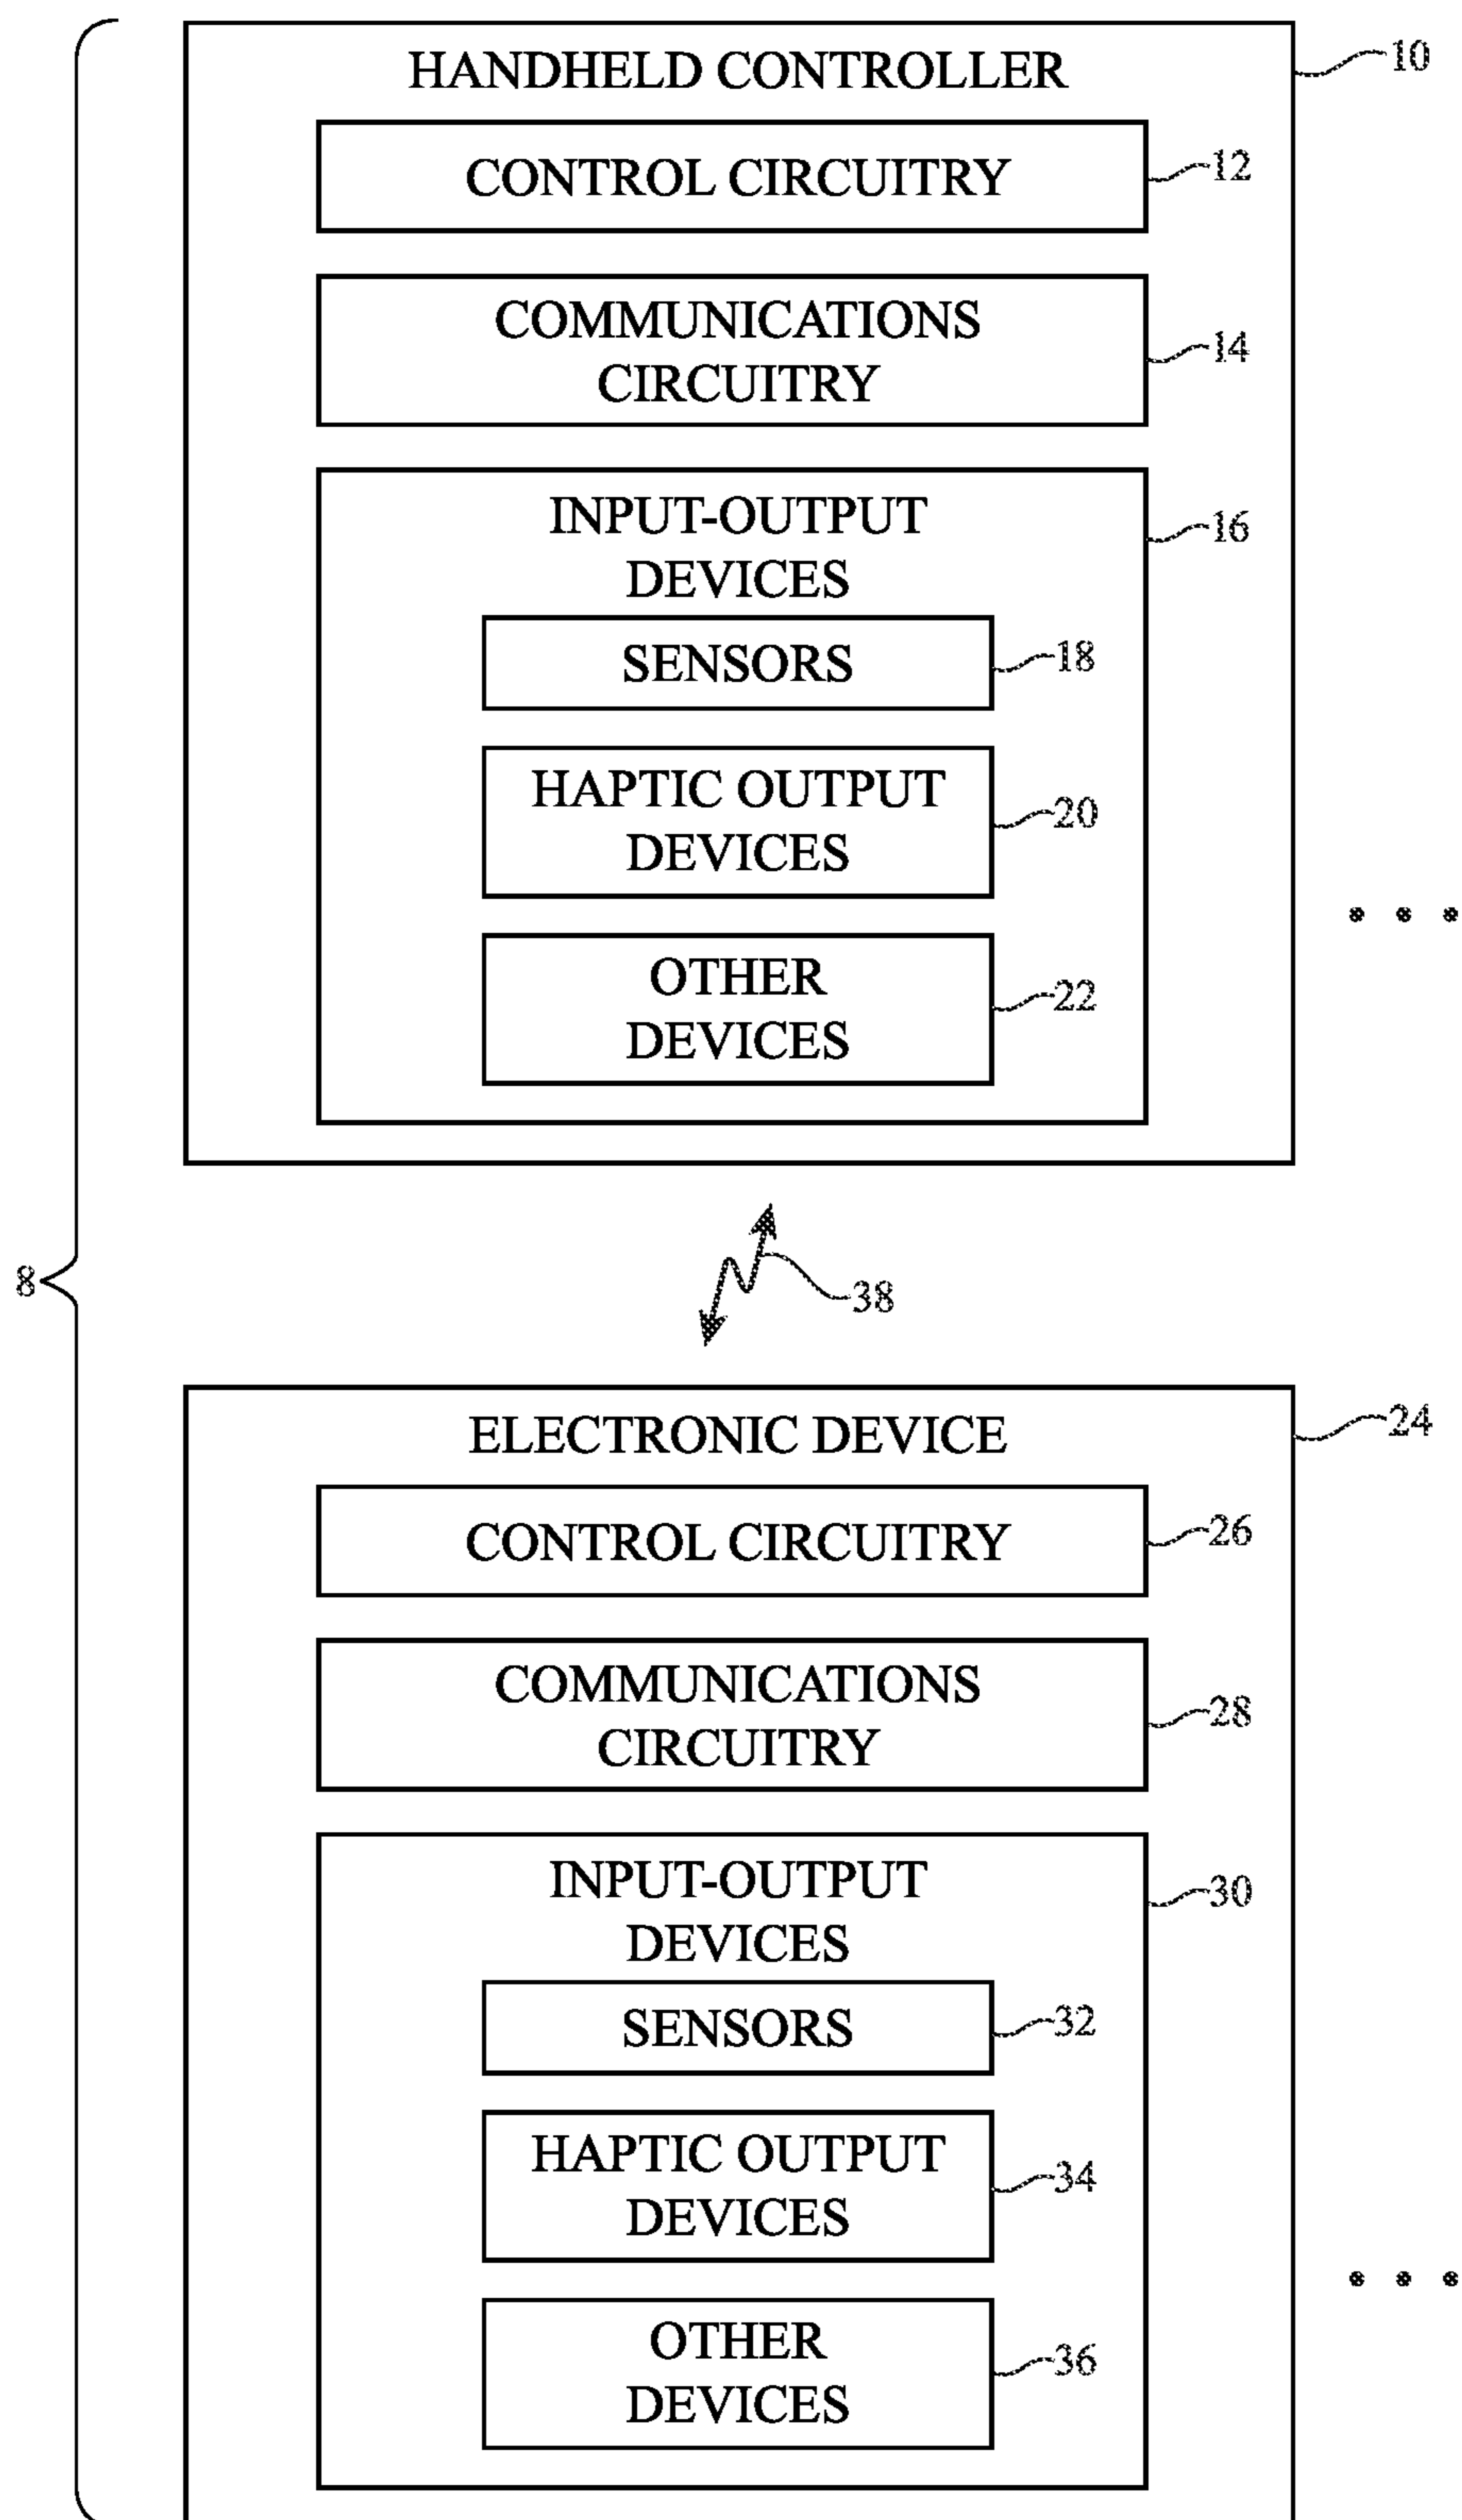 HANDHELD CONTROLLER
10
CONTROL CIRCUITRY
12
COMMUNICATIONS
CIRCUITRY
14
INPUT-OUTPUT
DEVICES
16
SENSORS
18
HAPTIC OUTPUT
DEVICES
20
OTHER
DEVICES
22
8
38
ELECTRONIC DEVICE
24
CONTROL CIRCUITRY
26
COMMUNICATIONS
CIRCUITRY
28
INPUT-OUTPUT
DEVICES
30
SENSORS
32
HAPTIC OUTPUT
DEVICES
34
OTHER
DEVICES
36